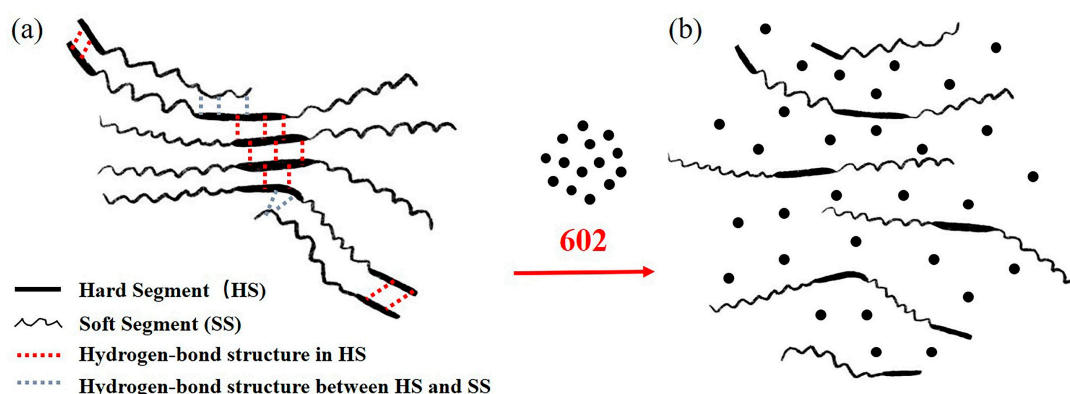 (a)
(b)
602
Hard Segment（HS)
Soft Segment (SS)
Hydrogen-bond structure in HS
Hydrogen-bond structure between HS and SS